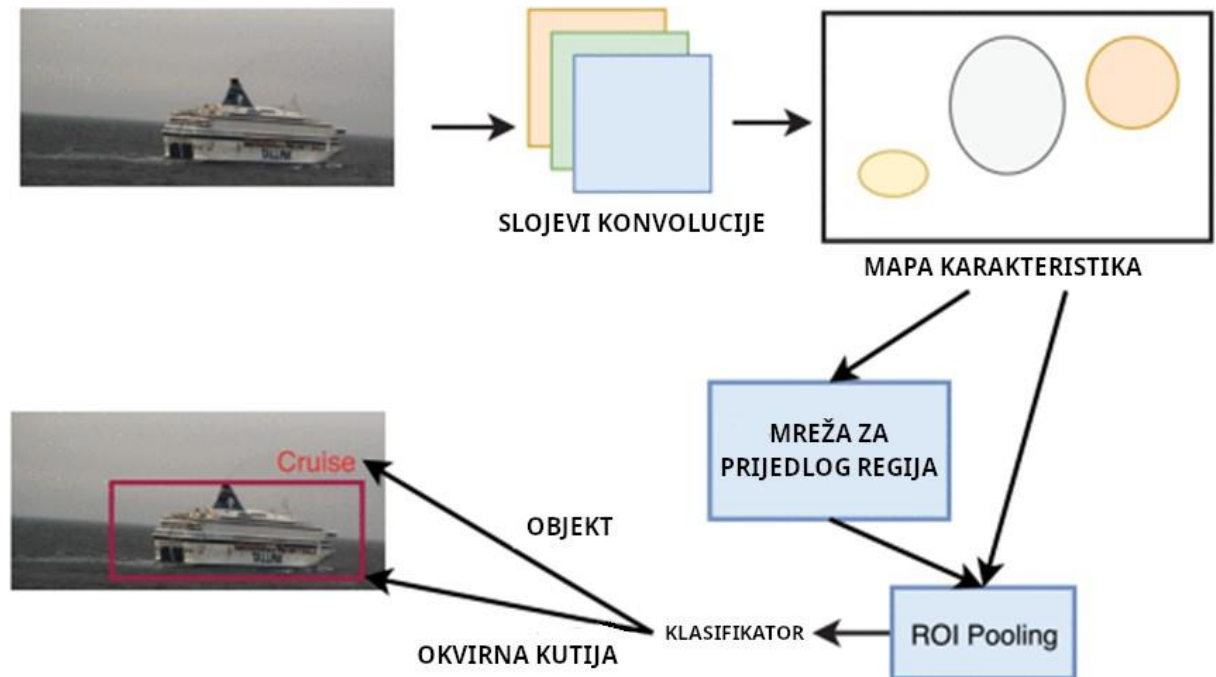 SLOJEVI KONVOLUCIJE
MAPA KARAKTERISTIKA
MREŽA ZA
PRIJEDLOG REGIJA
ROI Pooling
KLASIFIKATOR
OBJEKT
OKVIRNA KUTIJA
Cruise